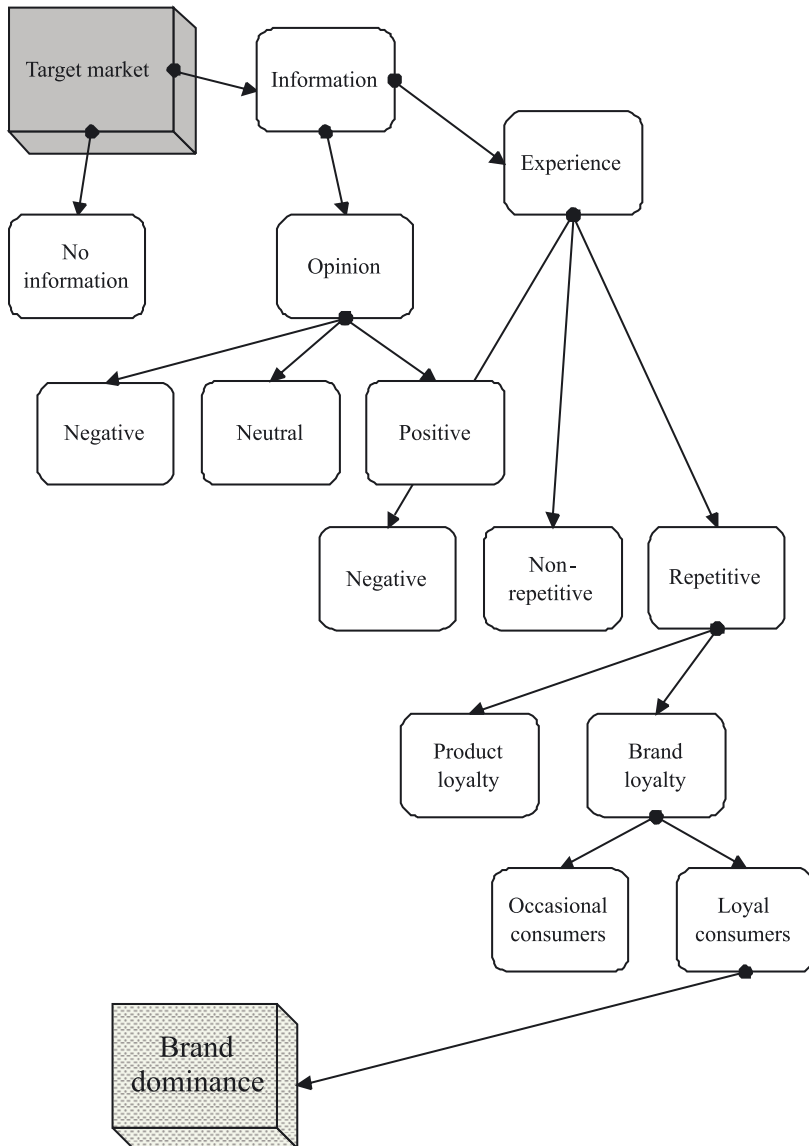 Target market
Information
Experience
No
information
Opinion
Negative
Neutral
Positive
Negative
Non-
repetitive
Repetitive
Product
loyalty
Brand
loyalty
Occasional
consumers
Loyal
consumers
Brand
dominance